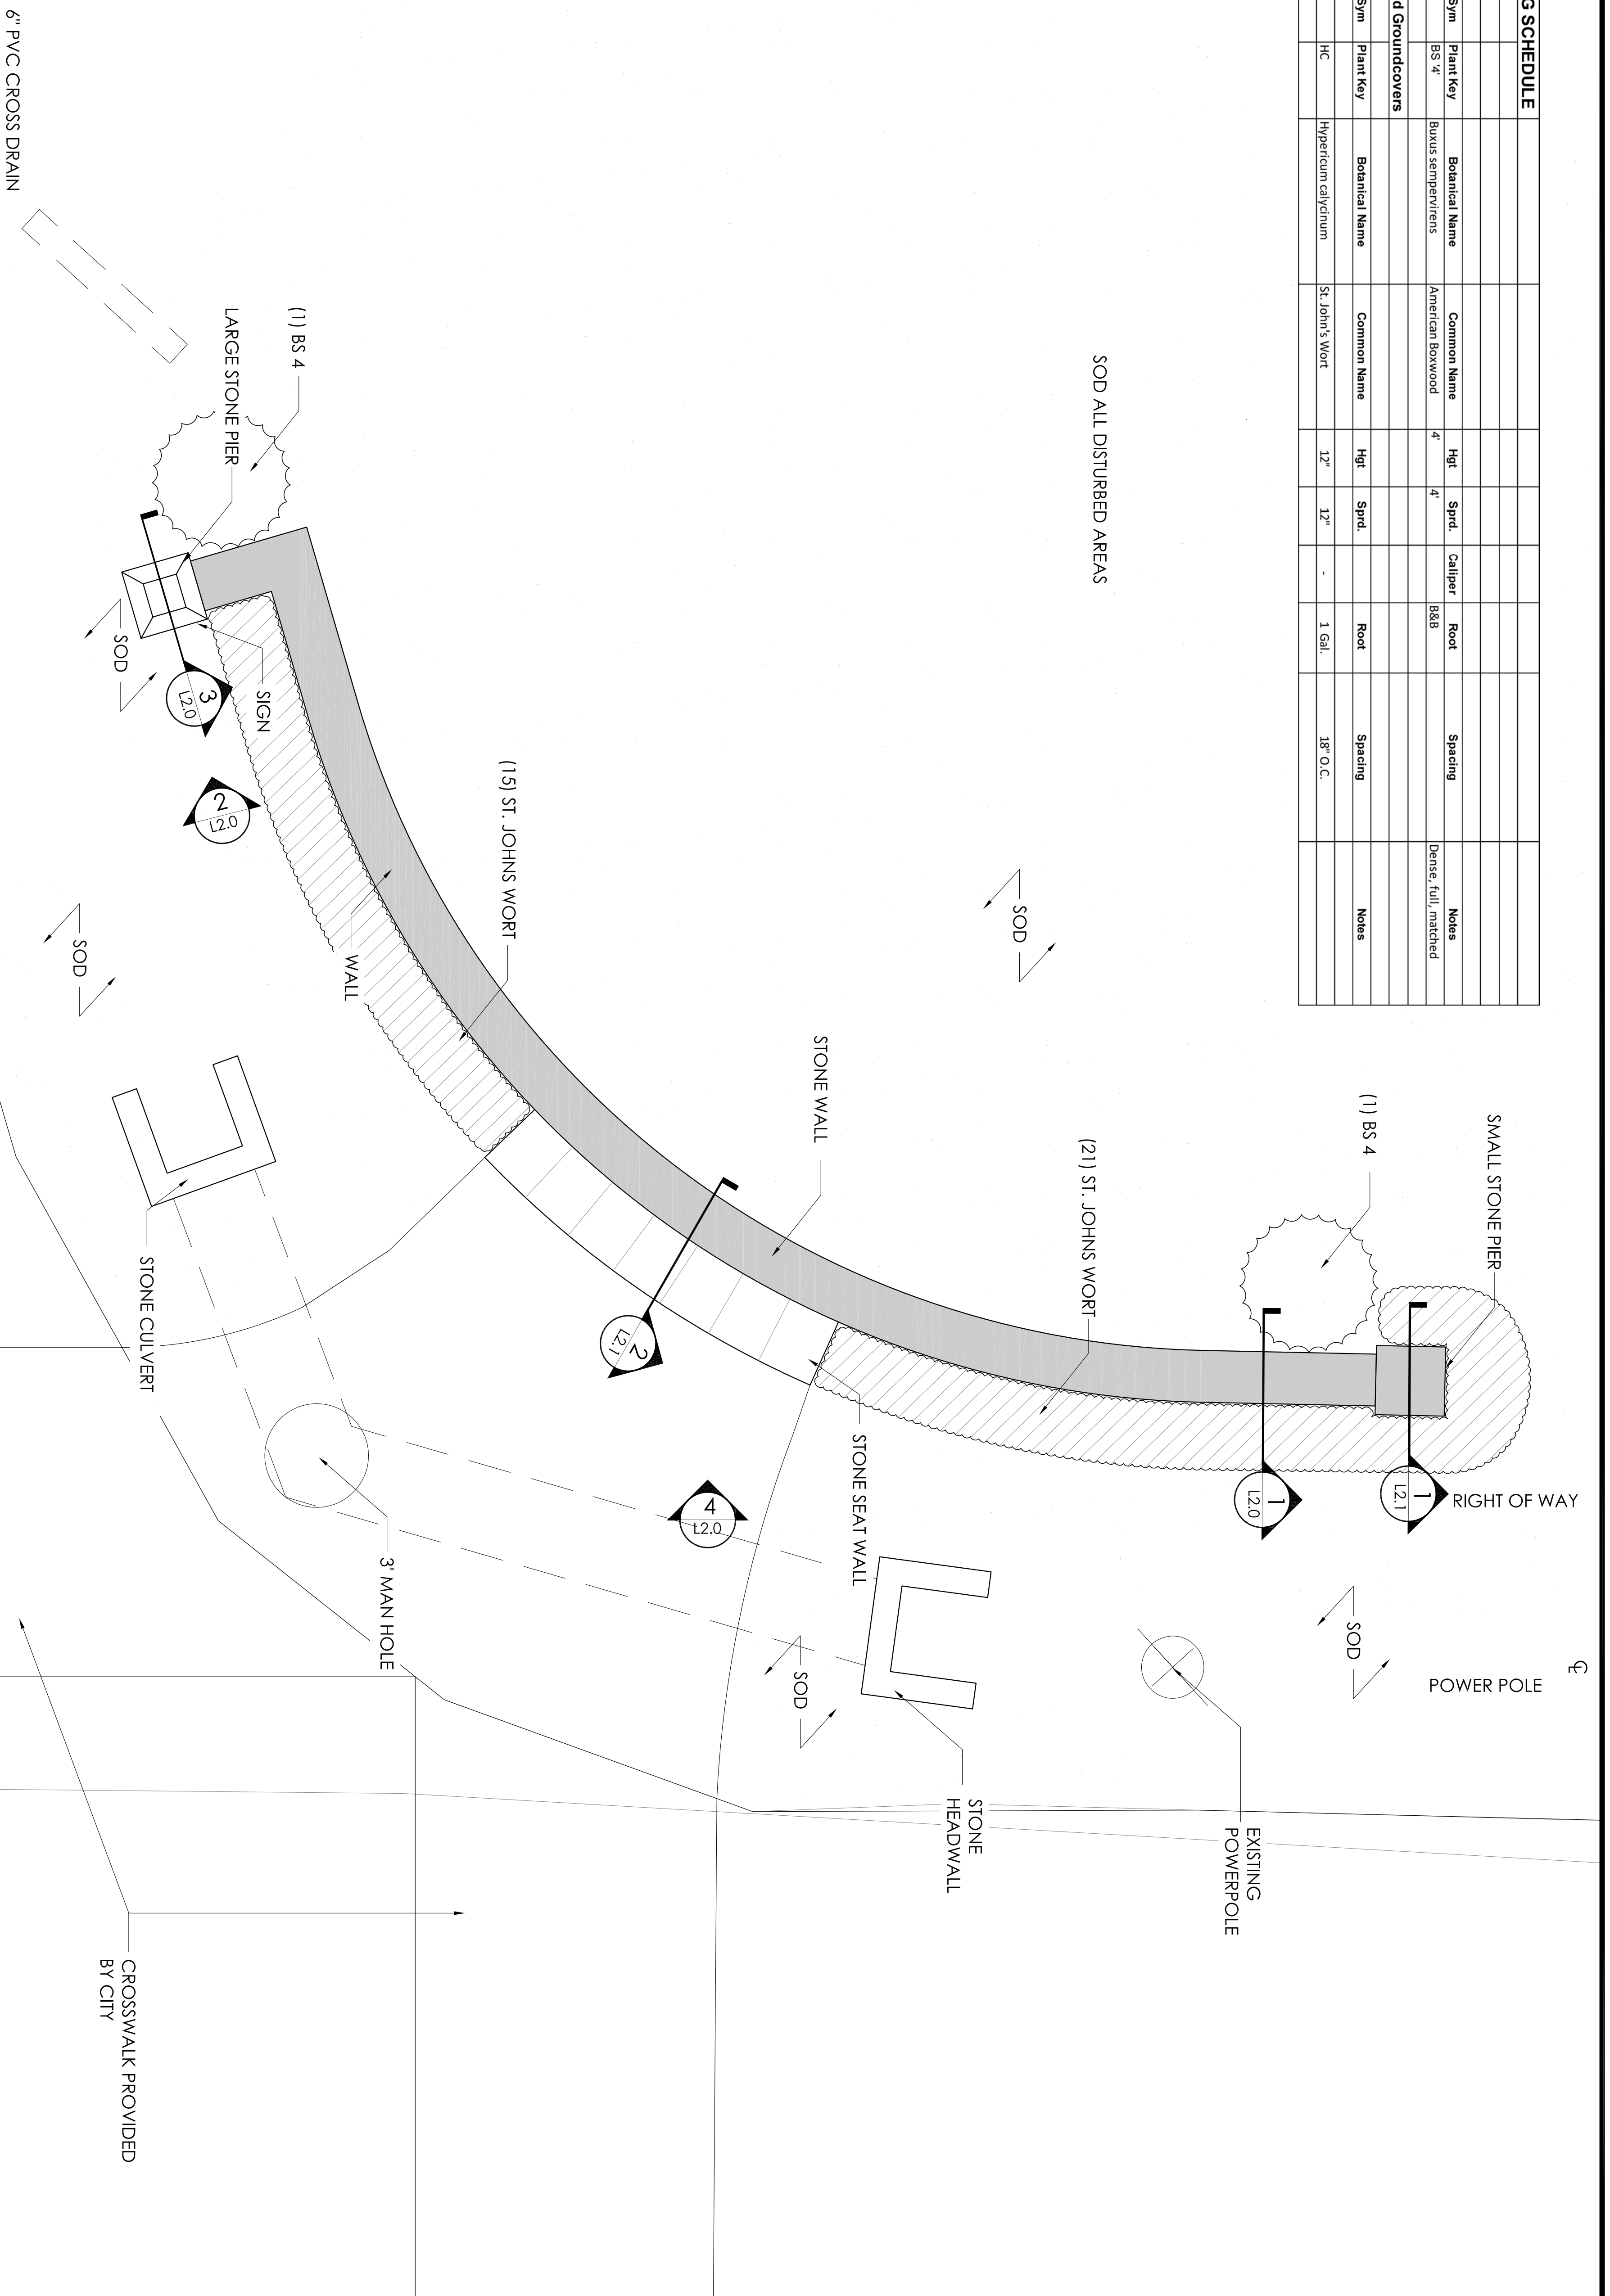 G SCHEDULE
Sym Plant Key Botanical Name Common Name Hgt Sprd. Caliper Root Spacing Notes
BS '4' Buxus sempervirens American Boxwood 4' 4' B&B Dense, full, matched
d Groundcovers
Sym Plant Key Botanical Name Common Name Hgt Sprd. Root Spacing Notes
HC Hypericum calycinum St. John's Wort 12" 12" - 1 Gal. 18" O.C.
℄
POWER POLE
RIGHT OF WAY
SMALL STONE PIER
(1) BS 4
1
L2.1
1
L2.0
SOD
EXISTING
POWERPOLE
SOD ALL DISTURBED AREAS
(21) ST. JOHNS WORT
SOD
STONE
HEADWALL
STONE SEAT WALL
STONE WALL
SOD
4
L2.0
2
L2.1
(15) ST. JOHNS WORT
3' MAN HOLE
WALL
(1) BS 4
SIGN
LARGE STONE PIER
2
L2.0
3
L2.0
STONE CULVERT
SOD
SOD
CROSSWALK PROVIDED
BY CITY
6" PVC CROSS DRAIN